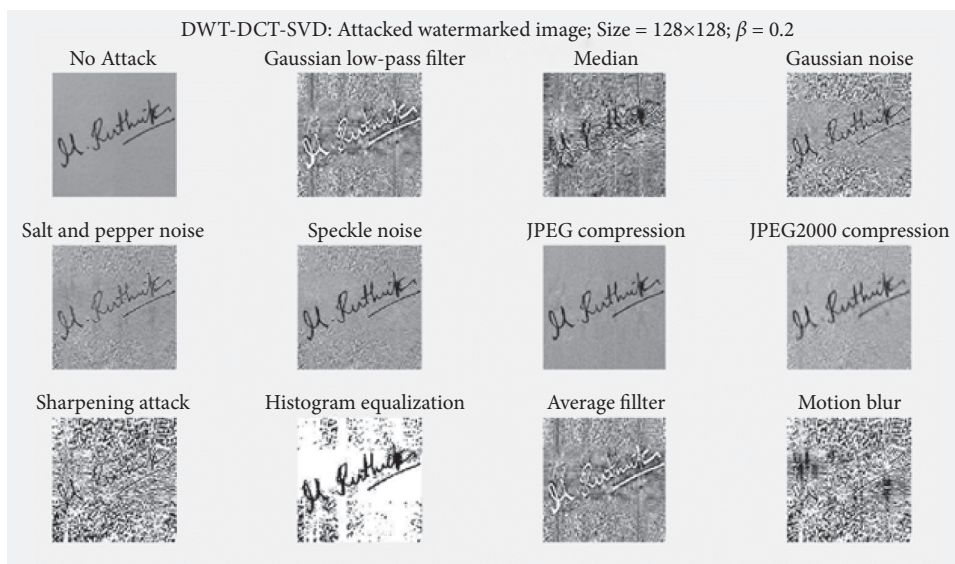 DWT-DCT-SVD: Attacked watermarked image; Size = 128×128; β = 0.2
No Attack
Gaussian low-pass filter
Median
Gaussian noise
Salt and pepper noise
Speckle noise
JPEG compression
JPEG2000 compression
Sharpening attack
Histogram equalization
Average fillter
Motion blur